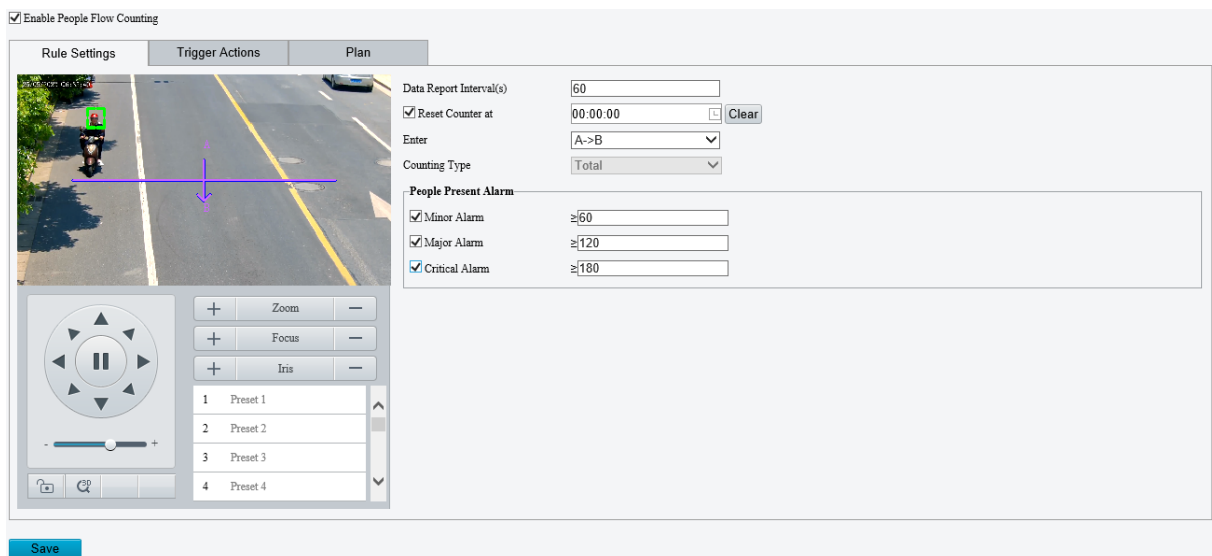 Enable People Flow Counting
Rule Settings Trigger Actions Plan
Data Report Interval(s) 60
Reset Counter at 00:00:00 Clear
Enter A->B
Counting Type Total
People Present Alarm
Minor Alarm ≥60
Major Alarm ≥120
Critical Alarm ≥180
+ Zoom −
+ Focus −
+ Iris −
1 Preset 1
2 Preset 2
3 Preset 3
4 Preset 4
- +
3D
Save